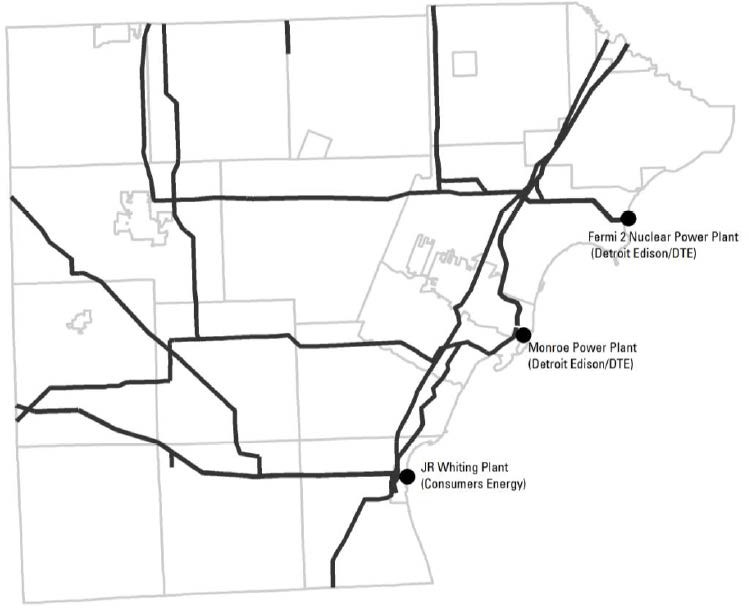 Fermi 2 Nuclear Power Plant
(Detroit Edison/DTE)
Monroe Power Plant
(Detroit Edison/DTE)
JR Whiting Plant
(Consumers Energy)